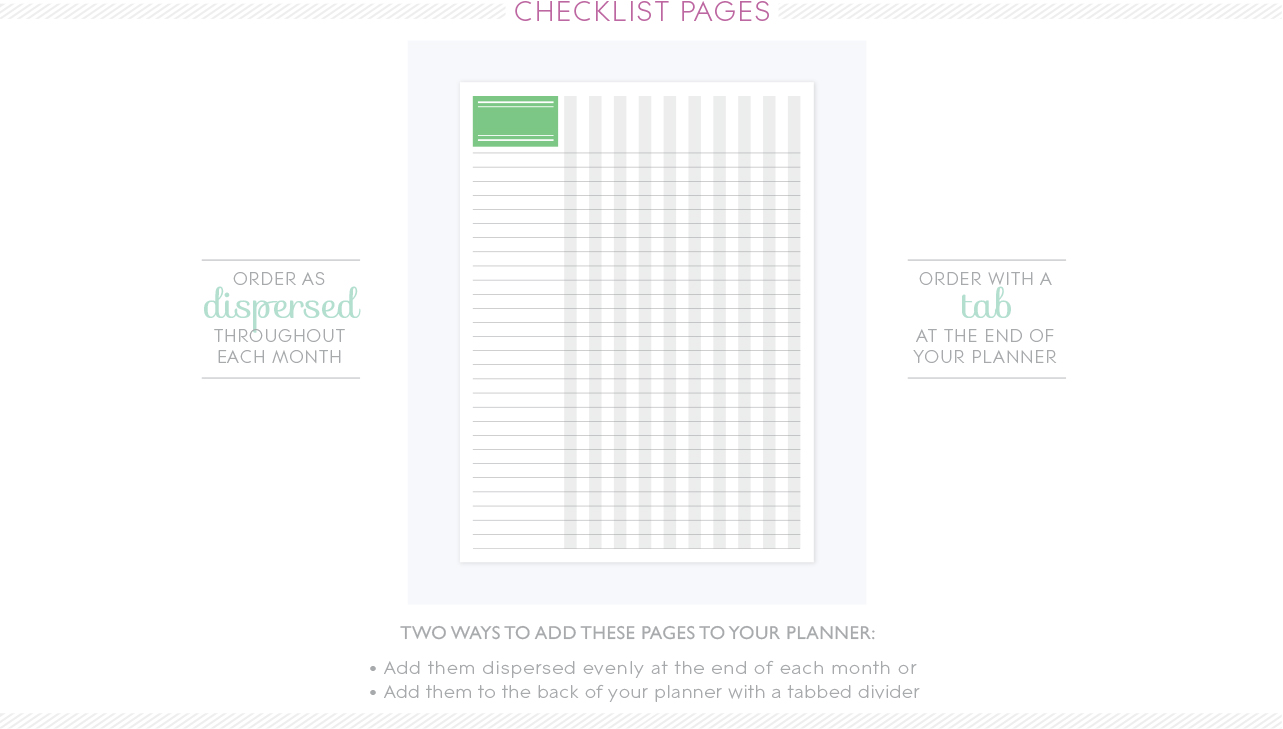 CHECKLIST PAGES
ORDER AS
dispersed
THROUGHOUT
EACH MONTH
ORDER WITH A
tab
AT THE END OF
YOUR PLANNER
TWO WAYS TO ADD THESE PAGES TO YOUR PLANNER:
• Add them dispersed evenly at the end of each month or
• Add them to the back of your planner with a tabbed divider